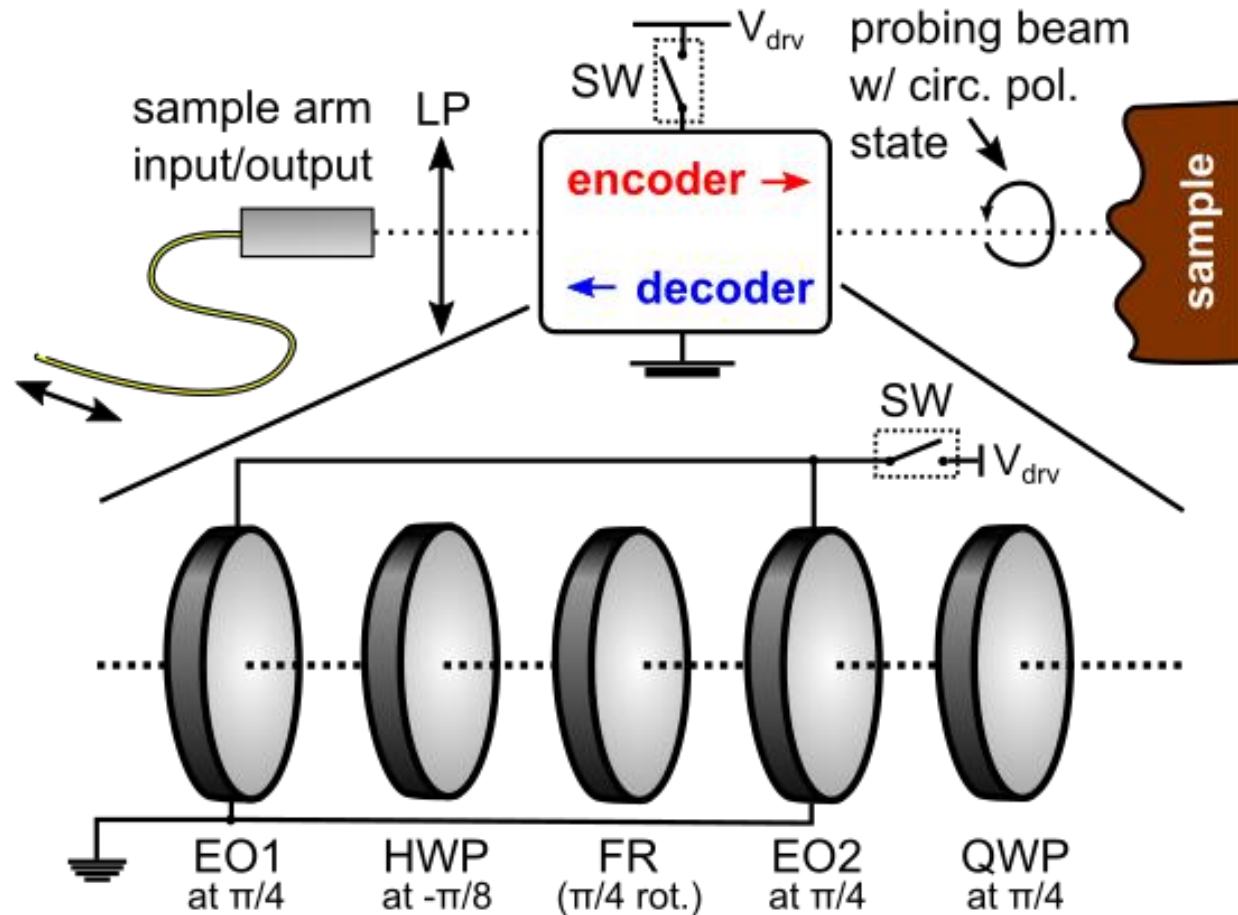 V_drv
SW
probing beam
w/ circ. pol.
state
sample arm
input/output
LP
encoder →
← decoder
sample
SW
V_drv
EO1
at π/4
HWP
at -π/8
FR
(π/4 rot.)
EO2
at π/4
QWP
at π/4